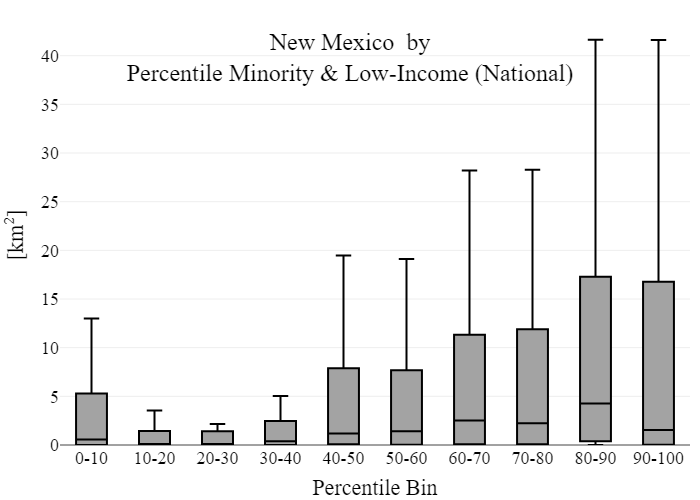 New Mexico  by
Percentile Minority & Low-Income (National)
[km²]
40
35
30
25
20
15
10
5
0
0-10 10-20 20-30 30-40 40-50 50-60 60-70 70-80 80-90 90-100
Percentile Bin